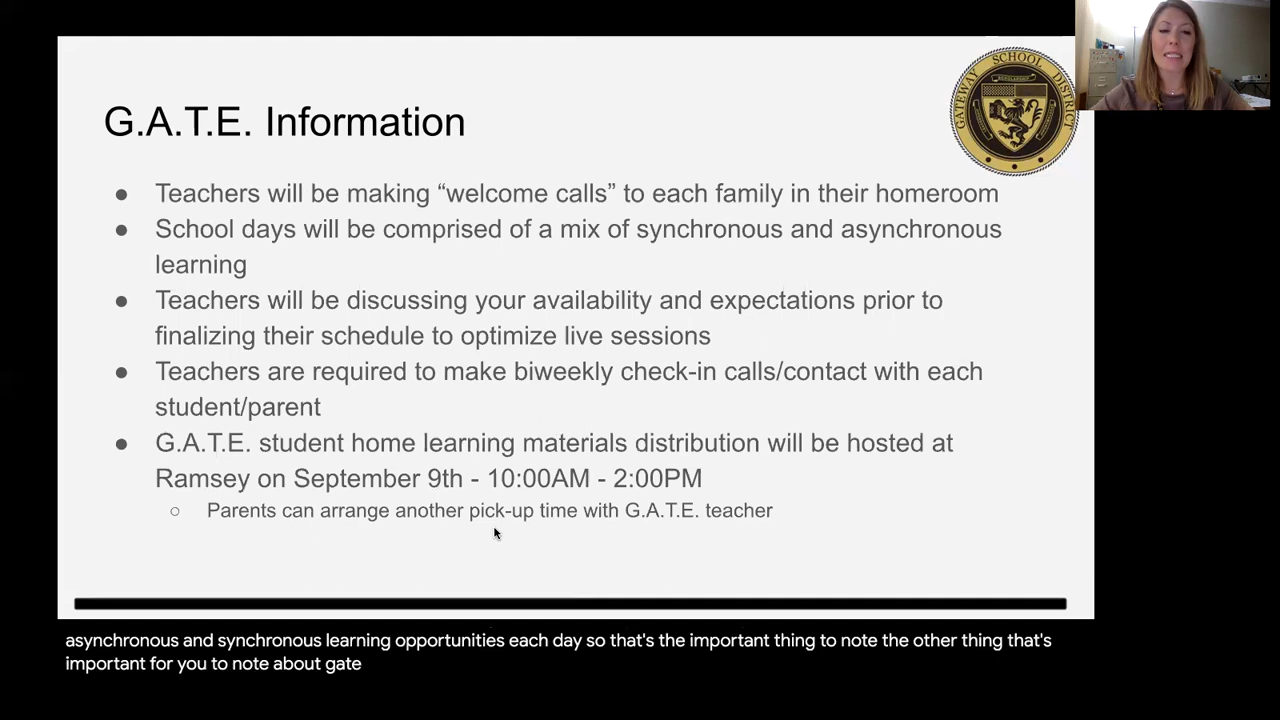 G.A.T.E. Information
GATEWAY SCHOOL DISTRICT
● Teachers will be making “welcome calls” to each family in their homeroom
● School days will be comprised of a mix of synchronous and asynchronous
learning
● Teachers will be discussing your availability and expectations prior to
finalizing their schedule to optimize live sessions
● Teachers are required to make biweekly check-in calls/contact with each
student/parent
● G.A.T.E. student home learning materials distribution will be hosted at
Ramsey on September 9th - 10:00AM - 2:00PM
○ Parents can arrange another pick-up time with G.A.T.E. teacher
asynchronous and synchronous learning opportunities each day so that's the important thing to note the other thing that's
important for you to note about gate